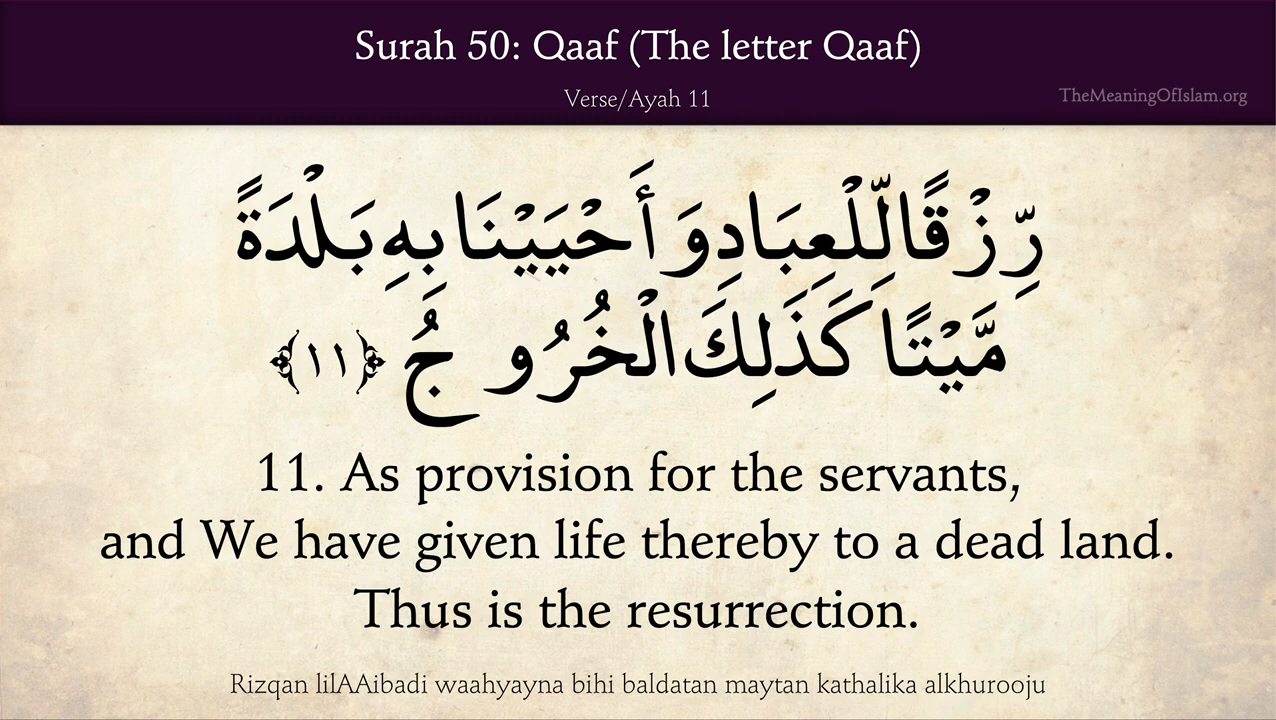 Surah 50: Qaaf (The letter Qaaf)
Verse/Ayah 11
TheMeaningOfIslam.org
رِّزْقًا لِّلْعِبَادِ وَأَحْيَيْنَا بِهِ بَلْدَةً
مَّيْتًا كَذَلِكَ الْخُرُوجُ ﴿١١﴾
11. As provision for the servants,
and We have given life thereby to a dead land.
Thus is the resurrection.
Rizqan lilAAibadi waahyayna bihi baldatan maytan kathalika alkhurooju